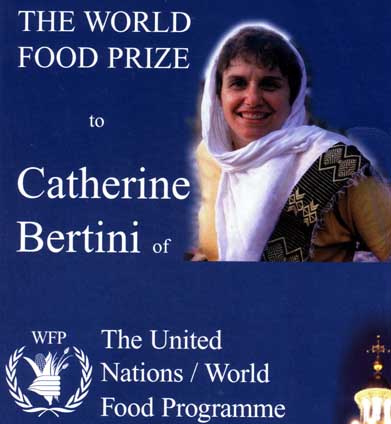 THE WORLD
FOOD PRIZE
to
Catherine
Bertini of
WFP
The United
Nations / World
Food Programme